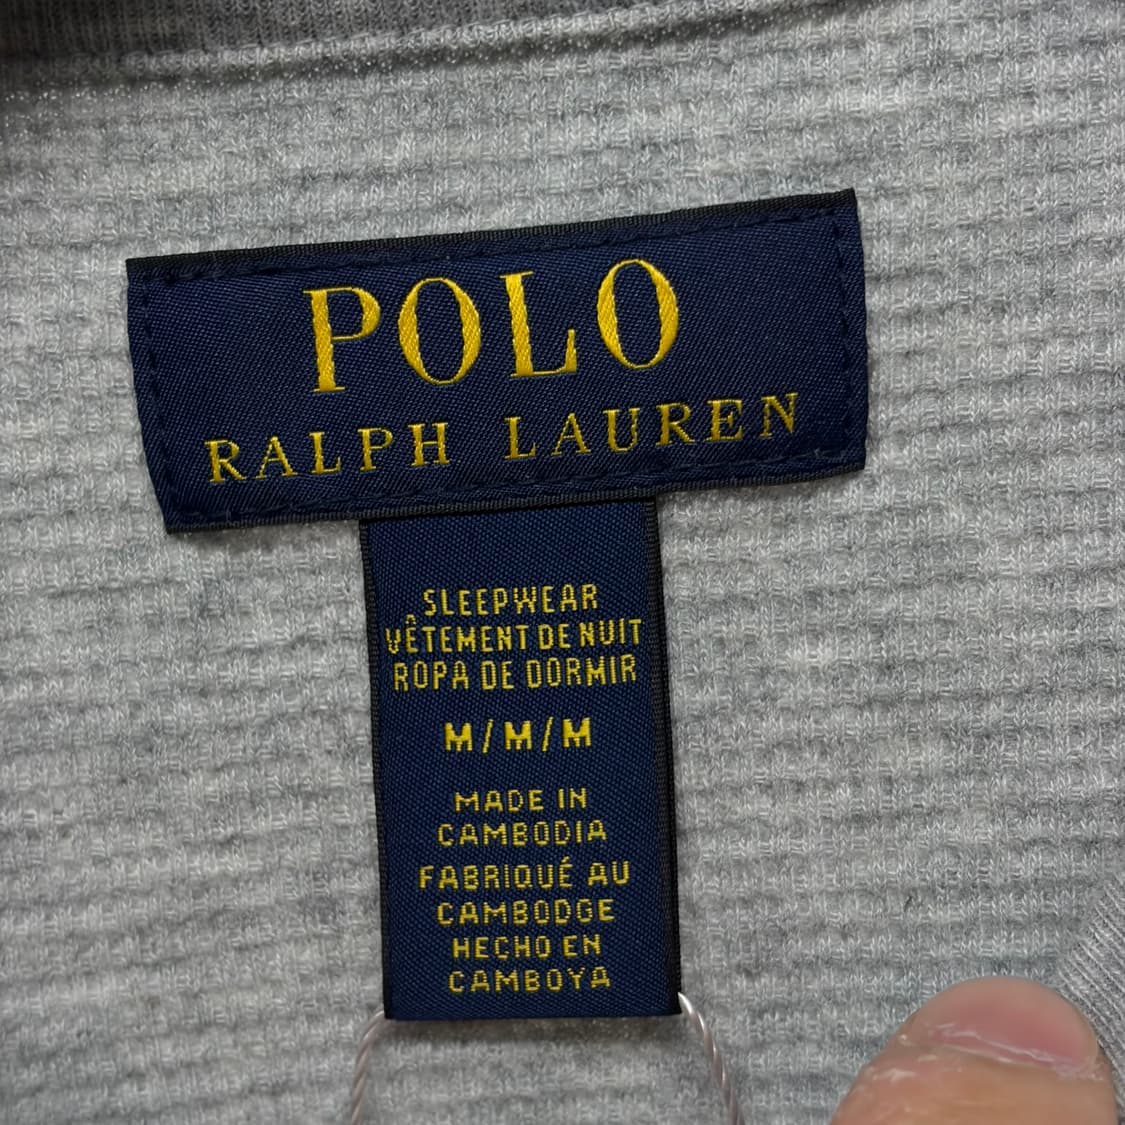 POLO
RALPH LAUREN
SLEEPWEAR
VÊTEMENT DE NUIT
ROPA DE DORMIR
M/M/M
MADE IN
CAMBODIA
FABRIQUÉ AU
CAMBODGE
HECHO EN
CAMBOYA